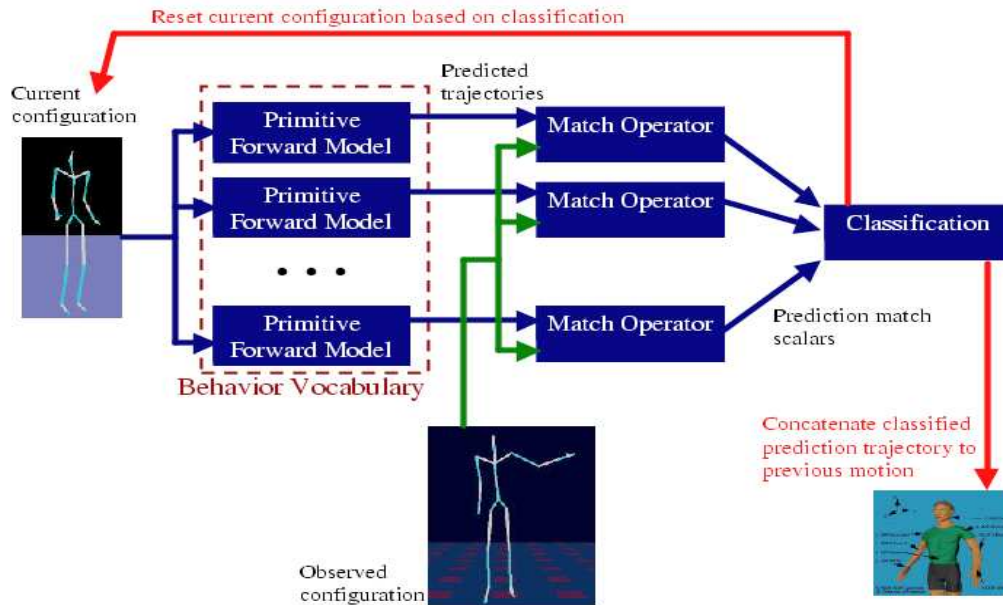 Reset current configuration based on classification
Current
configuration
Predicted
trajectories
Primitive
Forward Model
Match Operator
Primitive
Forward Model
Match Operator
Classification
Primitive
Forward Model
Match Operator
Prediction match
scalars
Behavior Vocabulary
Concatenate classified
prediction trajectory to
previous motion
Observed
configuration